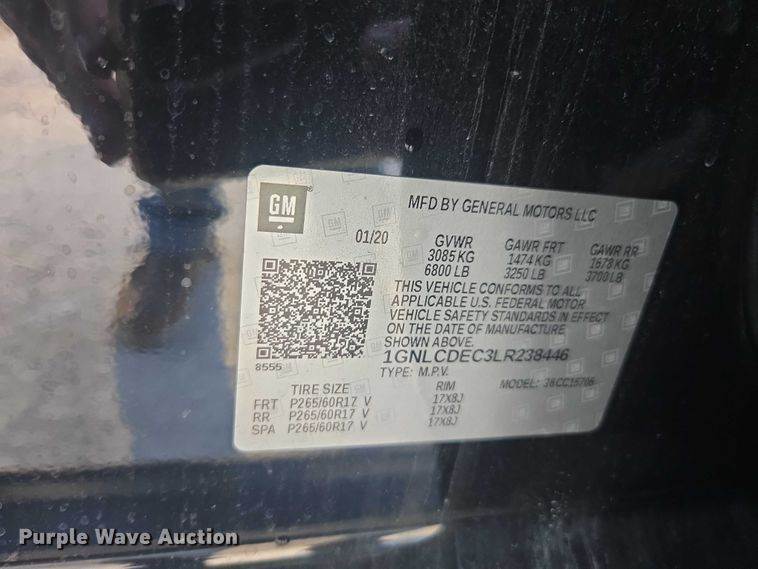 GM
MFD BY GENERAL MOTORS LLC
01/20
GVWR GAWR FRT GAWR RR
3085 KG 1474 KG 1678 KG
6800 LB 3250 LB 3700 LB
THIS VEHICLE CONFORMS TO ALL
APPLICABLE U.S. FEDERAL MOTOR
VEHICLE SAFETY STANDARDS IN EFFECT
ON THE DATE OF MANUFACTURE
SHOWN ABOVE.
8555
1GNLCDEC3LR238446
TYPE: M.P.V. MODEL:
TIRE SIZE RIM
FRT P265/60R17 V 17X8J
RR P265/60R17 V 17X8J
SPA P265/60R17 V 17X8J
Purple Wave Auction